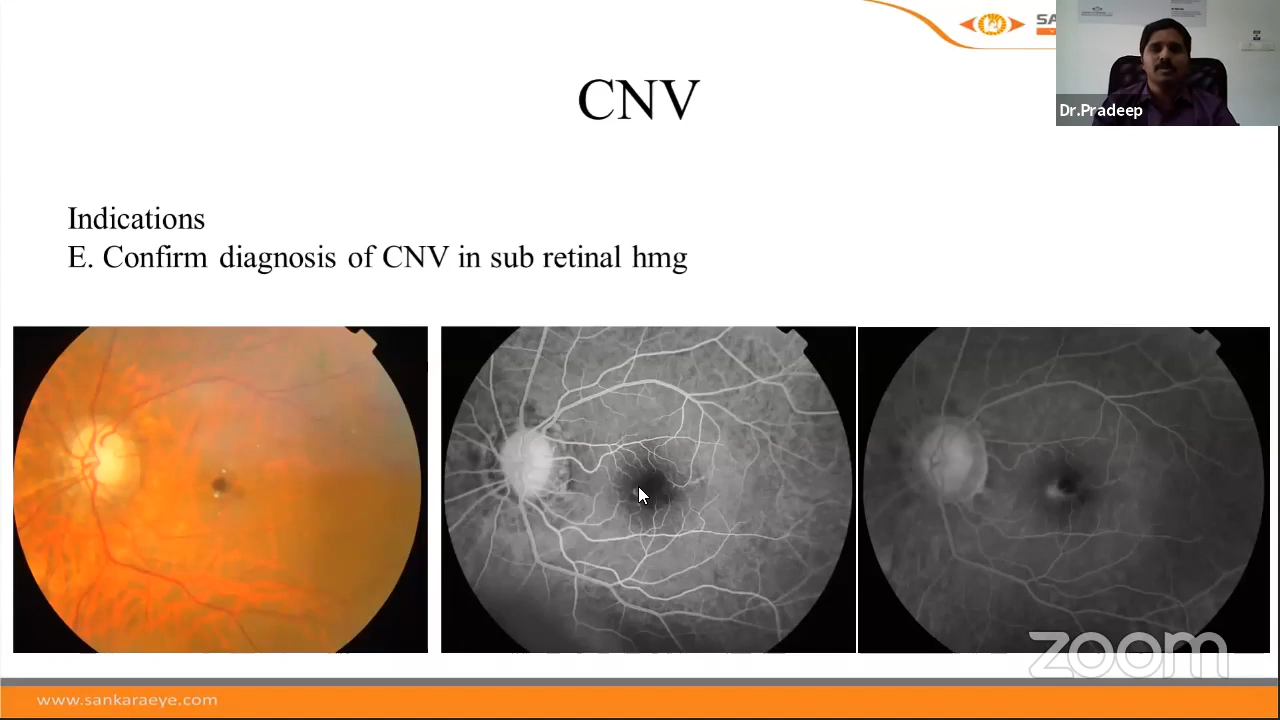 CNV
Dr.Pradeep
Indications
E. Confirm diagnosis of CNV in sub retinal hmg
zoom
www.sankaraeye.com